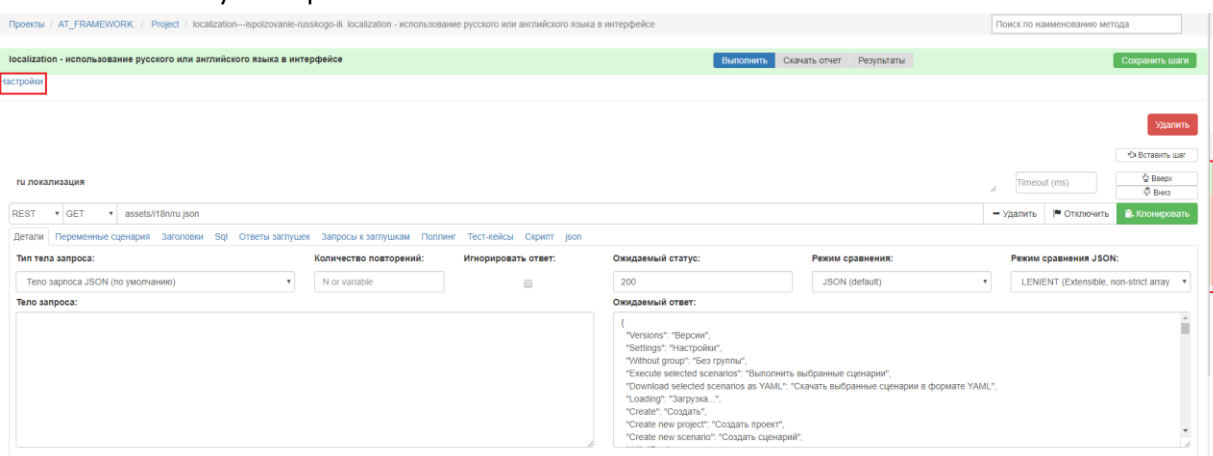 Проекты / AT_FRAMEWORK. / Project / localization---ispolzovanie-russkogo-ill. localization - использование русского или английского языка в интерфейсе
Поиск по наименованию метода
localization - использование русского или английского языка в интерфейсе
Выполнить Скачать отчет Результаты
Сохранить шаги
Настройки
Удалить
Вставить шаг
ru локализация
Timeout (ms)
Вверх
Вниз
REST GET assets/i18n/ru.json
Удалить Отключить Клонировать
Детали Переменные сценария Заголовки Sql Ответы заглушек Запросы к заглушкам Поллинг Тест-кейсы Скрипт json
Тип тела запроса: Количество повторений: Игнорировать ответ: Ожидаемый статус: Режим сравнения: Режим сравнения JSON:
Тело зарпоса JSON (по умолчанию) N or variable 200 JSON (default) LENIENT (Extensible, non-strict array
Тело запроса: Ожидаемый ответ:
{
"Versions": "Версии",
"Settings": "Настройки",
"Without group": "Без группы",
"Execute selected scenarios": "Выполнить выбранные сценарии",
"Download selected scenarios as YAML": "Скачать выбранные сценарии в формате YAML",
"Loading": "Загрузка...",
"Create": "Создать",
"Create new project": "Создать проект",
"Create new scenario": "Создать сценарий",